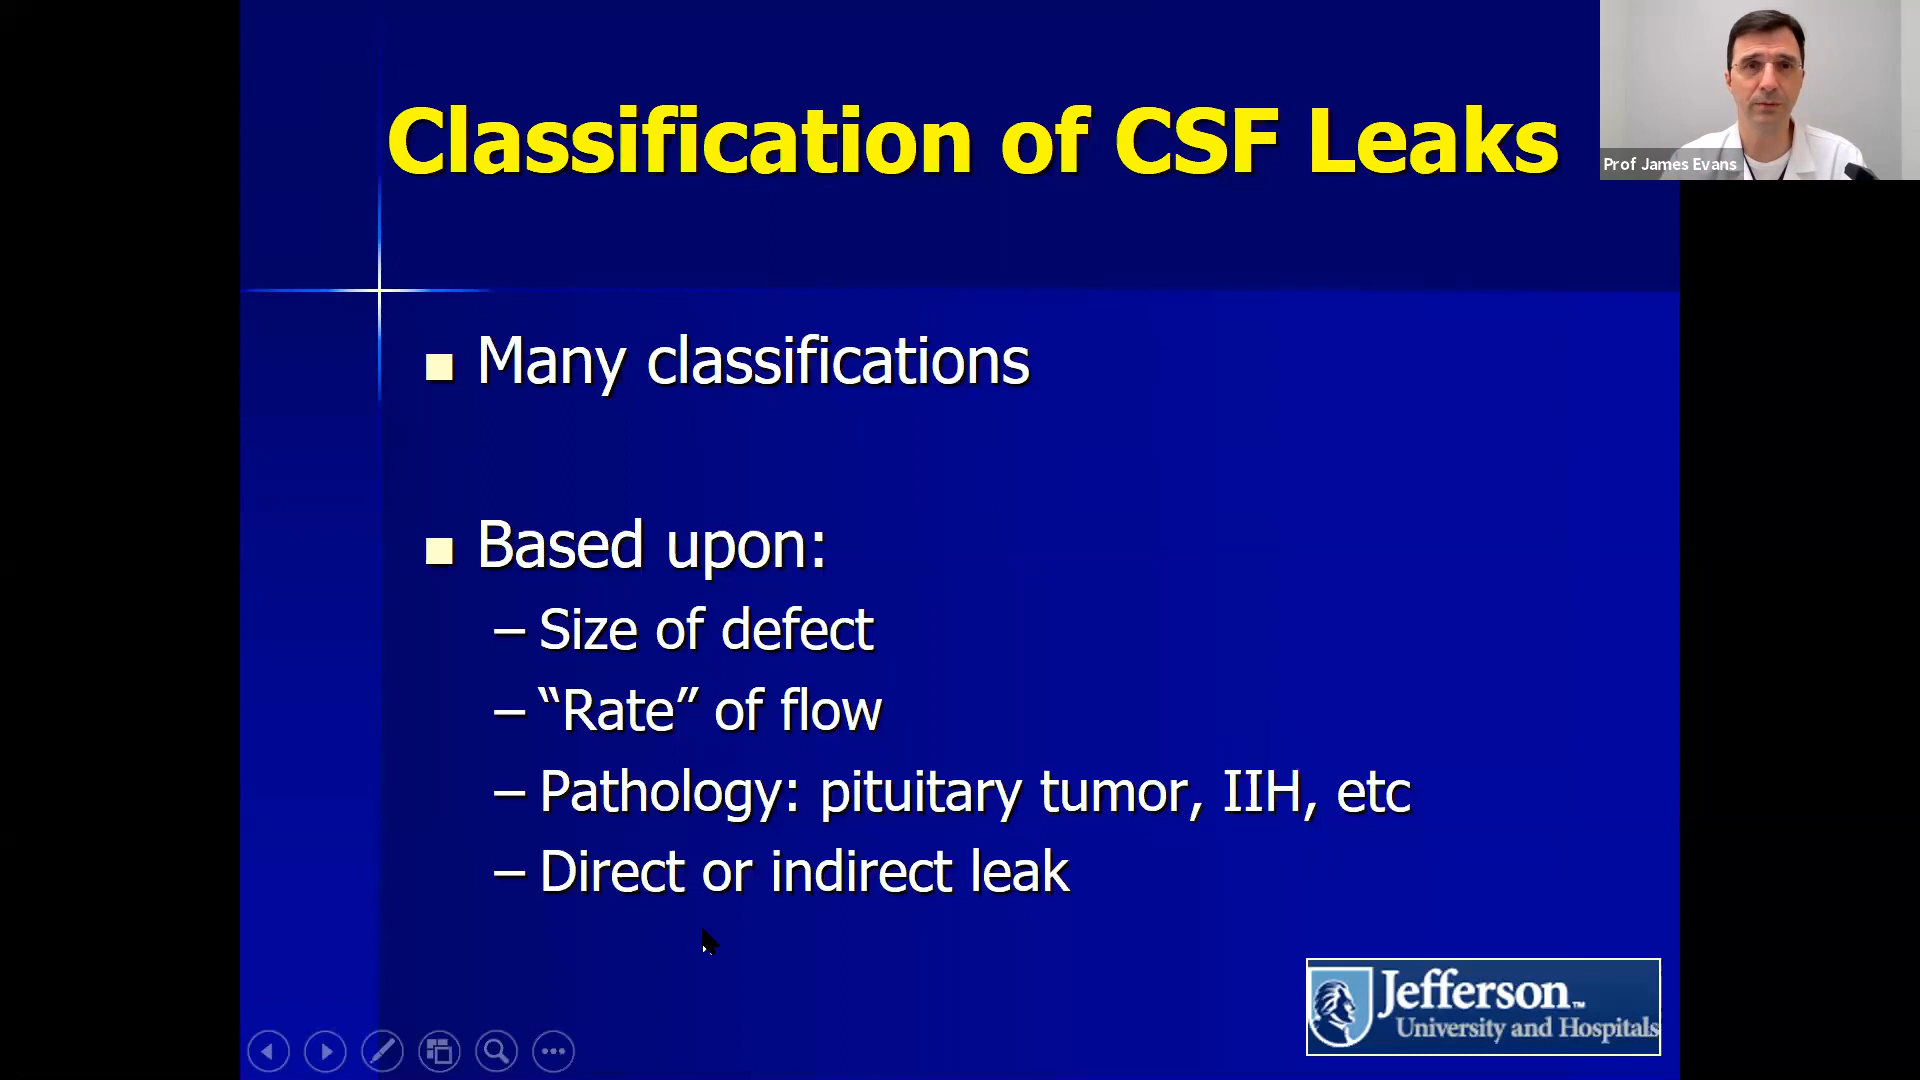 Classification of CSF Leaks
Prof James Evans
Many classifications
Based upon:
– Size of defect
– “Rate” of flow
– Pathology: pituitary tumor, IIH, etc
– Direct or indirect leak
Jefferson™
University and Hospitals